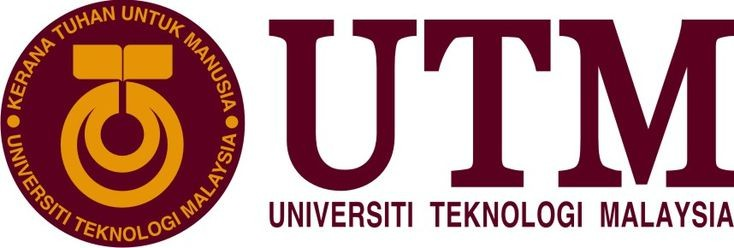 • KERANA TUHAN UNTUK MANUSIA •
UNIVERSITI TEKNOLOGI MALAYSIA
UTM
UNIVERSITI TEKNOLOGI MALAYSIA